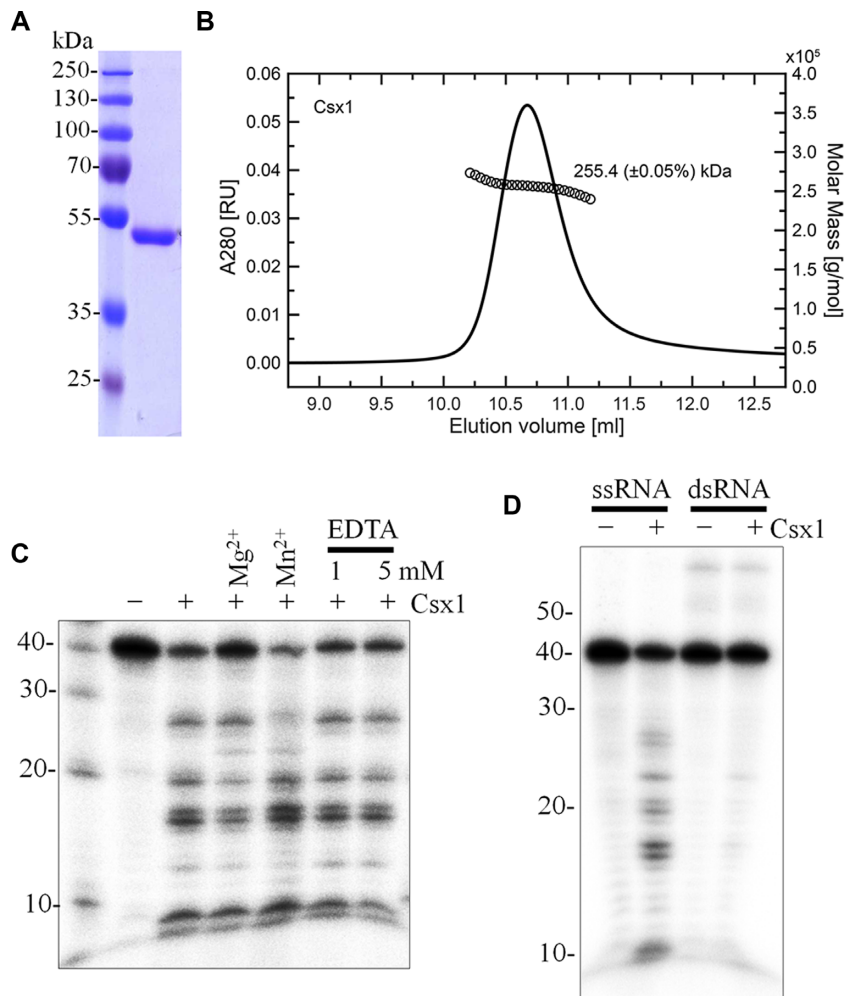 A
kDa
250-
130-
100-
70-
55-
35-
25-
B
x10⁵
0.06
0.05
0.04
0.03
0.02
0.01
0.00
A280 [RU]
Csx1
255.4 (±0.05%) kDa
4.0
3.5
3.0
2.5
2.0
1.5
1.0
0.5
0.0
Molar Mass [g/mol]
9.0 9.5 10.0 10.5 11.0 11.5 12.0 12.5
Elution volume [ml]
C
Mg²⁺ Mn²⁺ EDTA
1 5 mM
− + + + + + Csx1
40-
30-
20-
10-
D
ssRNA dsRNA
− + − + Csx1
50-
40-
30-
20-
10-